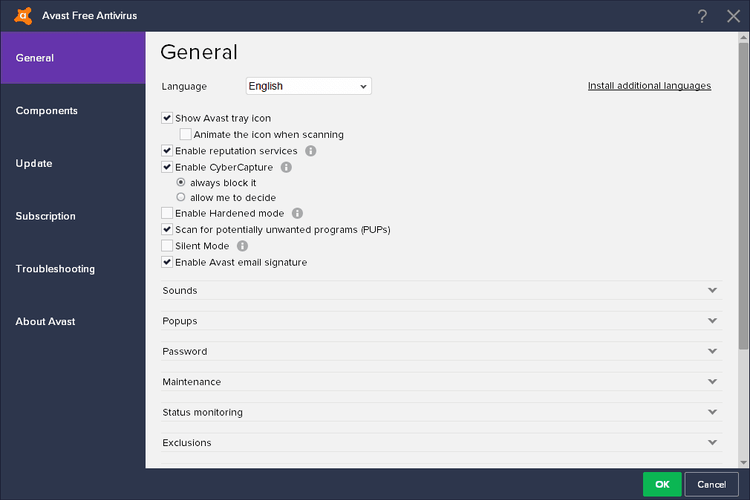 Avast Free Antivirus
?
General
Components
Update
Subscription
Troubleshooting
About Avast
General
Language English Install additional languages
Show Avast tray icon
Animate the icon when scanning
Enable reputation services
Enable CyberCapture
always block it
allow me to decide
Enable Hardened mode
Scan for potentially unwanted programs (PUPs)
Silent Mode
Enable Avast email signature
Sounds
Popups
Password
Maintenance
Status monitoring
Exclusions
OK Cancel